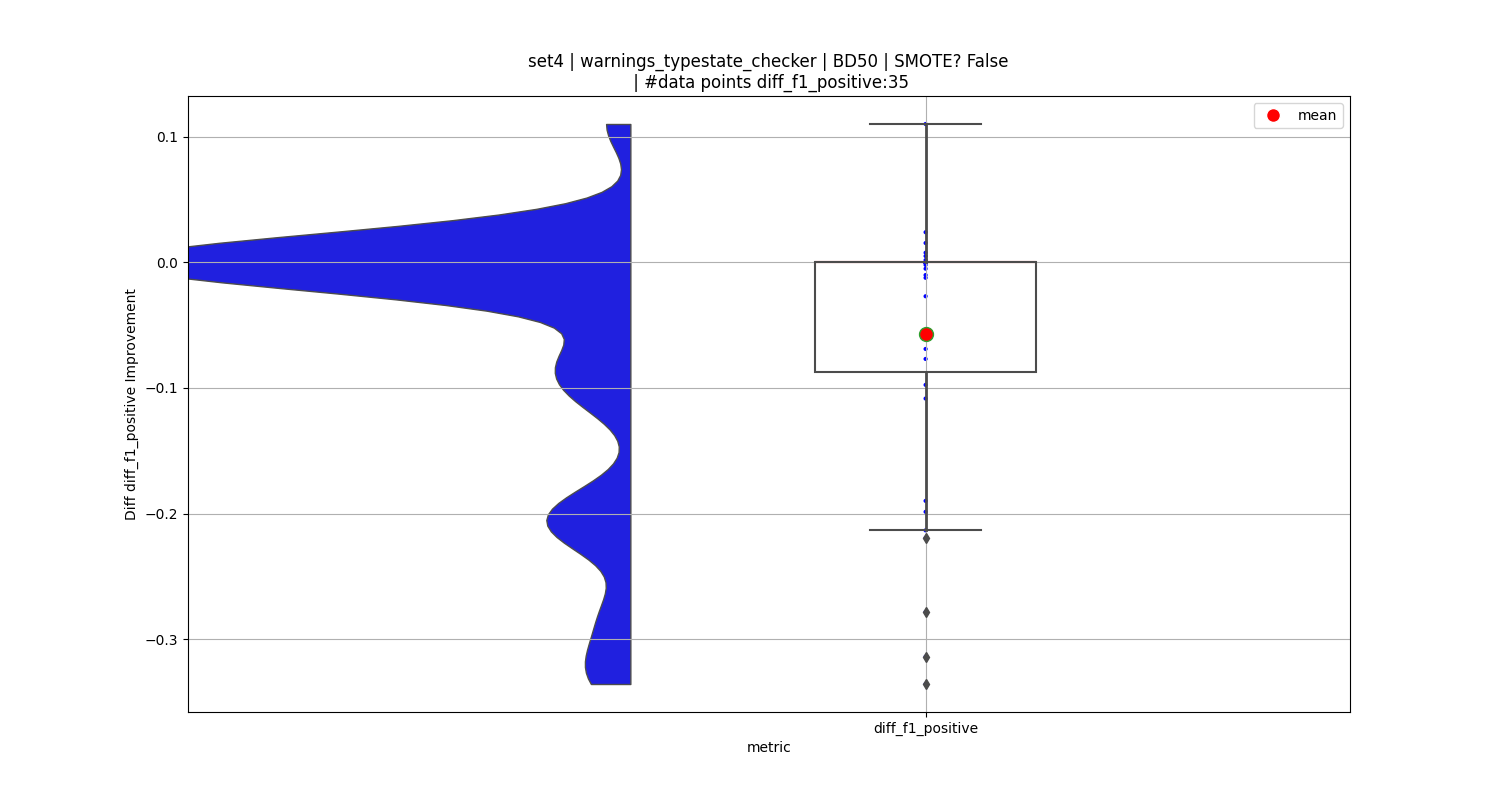 set4 | warnings_typestate_checker | BD50 | SMOTE? False
| #data points diff_f1_positive:35
mean
0.1
0.0
−0.1
−0.2
−0.3
Diff diff_f1_positive Improvement
diff_f1_positive
metric